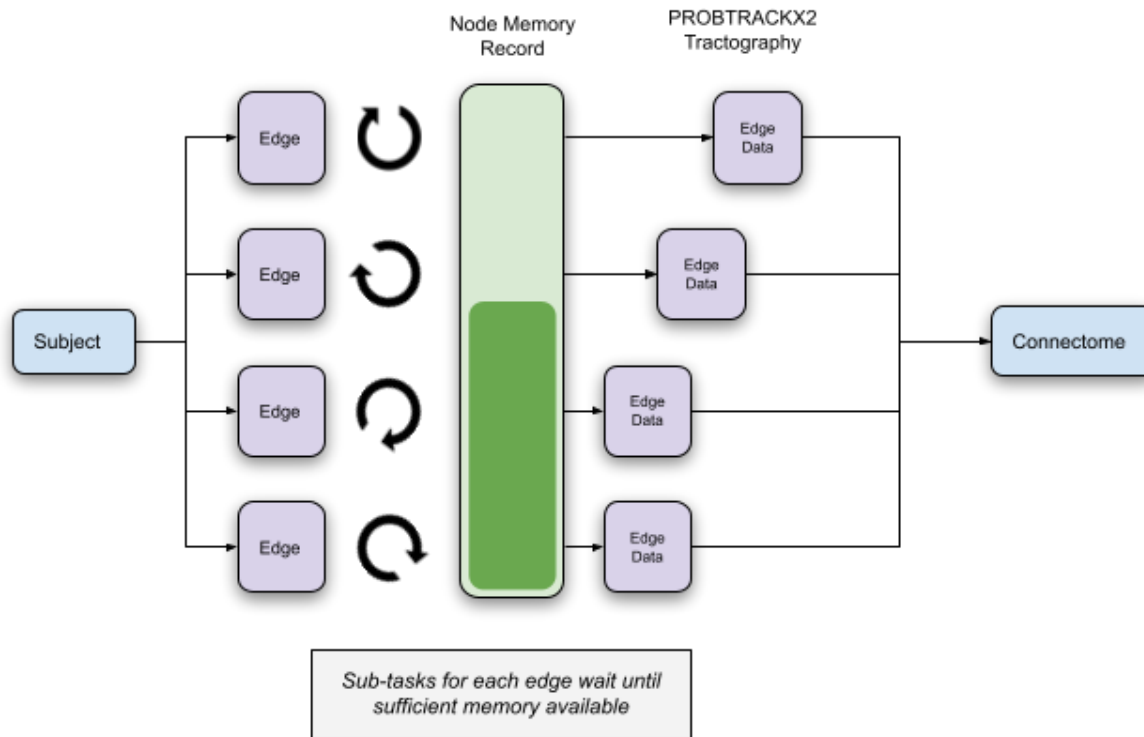 Node Memory
Record
PROBTRACKX2
Tractography
Edge
Edge
Data
Edge
Edge
Data
Subject
Connectome
Edge
Edge
Data
Edge
Edge
Data
Sub-tasks for each edge wait until
sufficient memory available